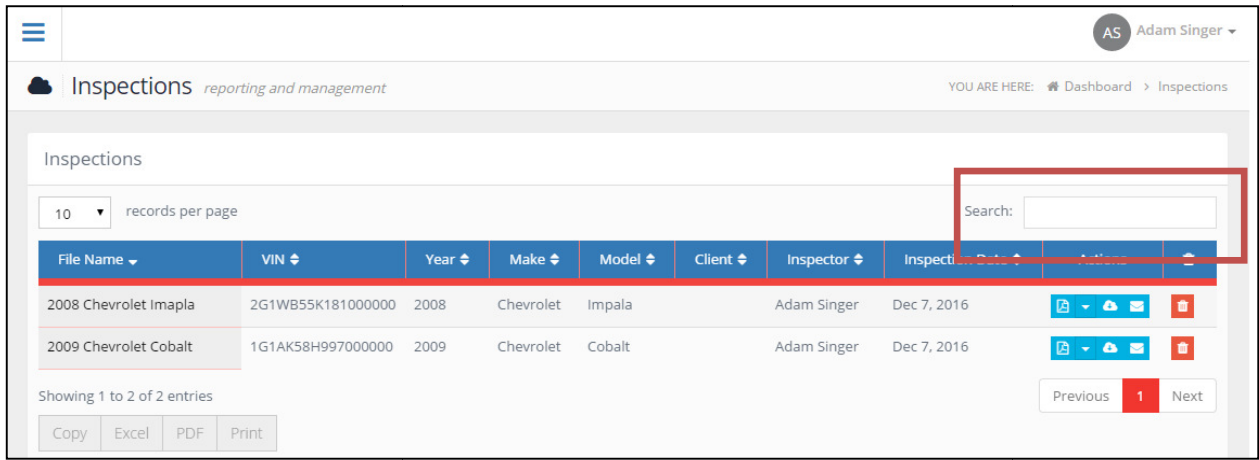 AS Adam Singer
Inspections reporting and management YOU ARE HERE: Dashboard > Inspections
Inspections
10 records per page Search:
File Name VIN Year Make Model Client Inspector Inspection Date Actions
2008 Chevrolet Imapla 2G1WB55K181000000 2008 Chevrolet Impala Adam Singer Dec 7, 2016
2009 Chevrolet Cobalt 1G1AK58H997000000 2009 Chevrolet Cobalt Adam Singer Dec 7, 2016
Showing 1 to 2 of 2 entries Previous 1 Next
Copy Excel PDF Print